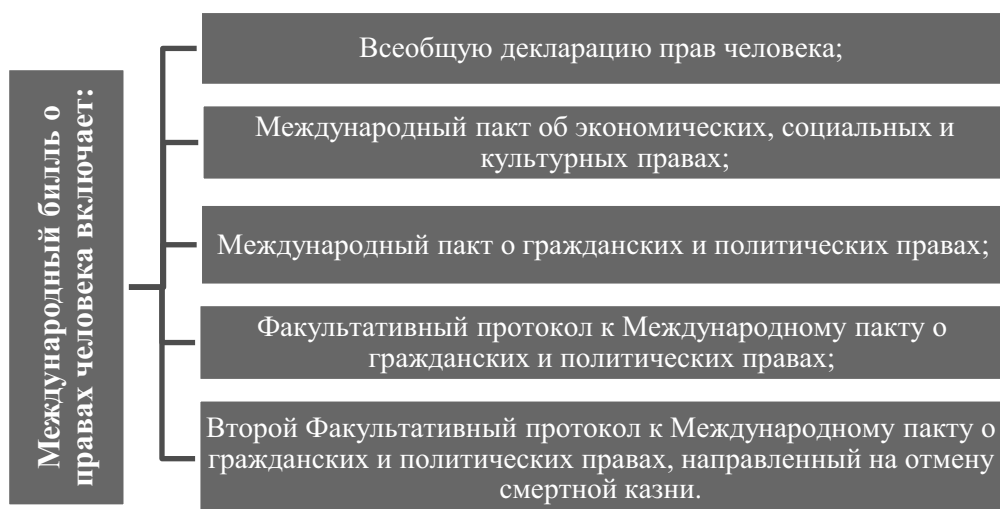 Международный билль о
правах человека включает:
Всеобщую декларацию прав человека;
Международный пакт об экономических, социальных и
культурных правах;
Международный пакт о гражданских и политических правах;
Факультативный протокол к Международному пакту о
гражданских и политических правах;
Второй Факультативный протокол к Международному пакту о
гражданских и политических правах, направленный на отмену
смертной казни.